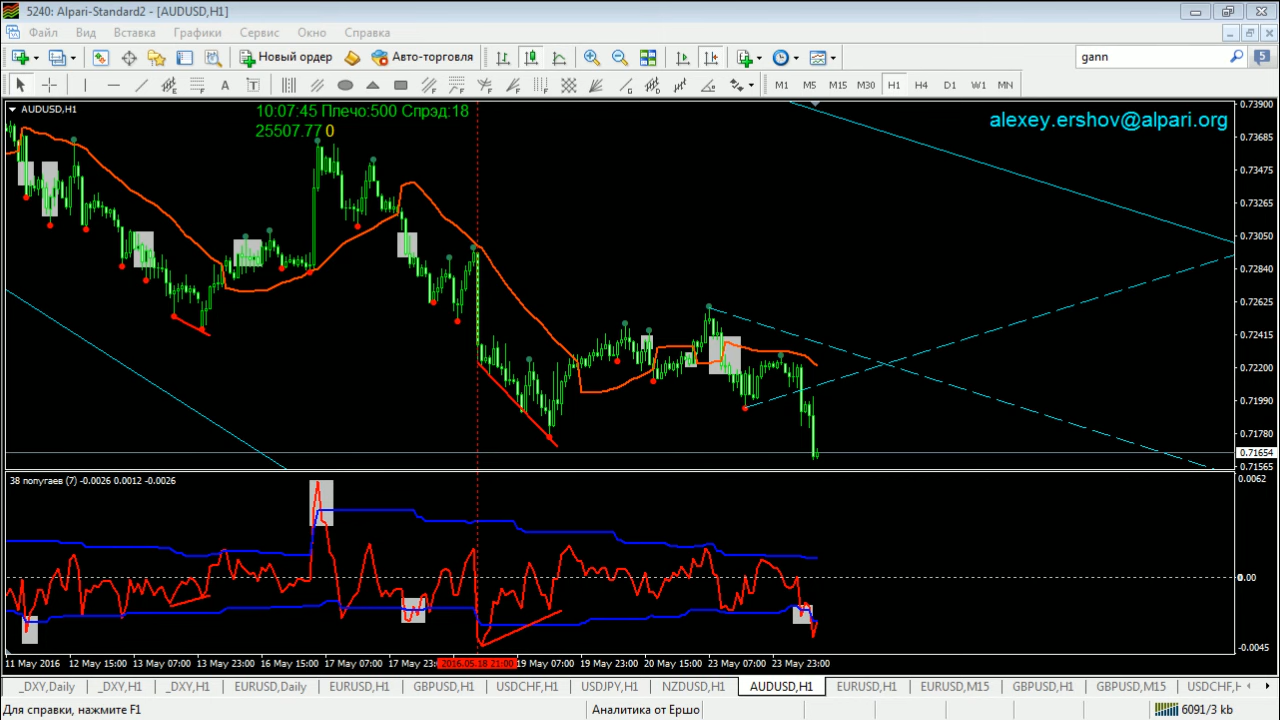 5240: Alpari-Standard2 - [AUDUSD,H1]
Файл Вид Вставка Графики Сервис Окно Справка
Новый ордер Авто-торговля gann 5
A T M1 M5 M15 M30 H1 H4 D1 W1 MN
AUDUSD,H1
10:07:45 Плечо:500 Спрэд:18
25507.77 0
alexey.ershov@alpari.org
0.73900
0.73685
0.73475
0.73265
0.73050
0.72840
0.72625
0.72415
0.72200
0.71990
0.71780
0.71654
0.71565
38 попугаев (7) -0.0026 0.0012 -0.0026
0.0062
0.00
-0.0045
11 May 2016 12 May 15:00 13 May 07:00 13 May 23:00 16 May 15:00 17 May 07:00 17 May 23: 2016.05.18 21:00 19 May 07:00 19 May 23:00 20 May 15:00 23 May 07:00 23 May 23:00
_DXY,Daily _DXY,H1 _DXY,H1 EURUSD,Daily EURUSD,H1 GBPUSD,H1 USDCHF,H1 USDJPY,H1 NZDUSD,H1 AUDUSD,H1 EURUSD,H1 EURUSD,M15 GBPUSD,H1 GBPUSD,M15 USDCHF,H
Для справки, нажмите F1 Аналитика от Ершо 6091/3 kb